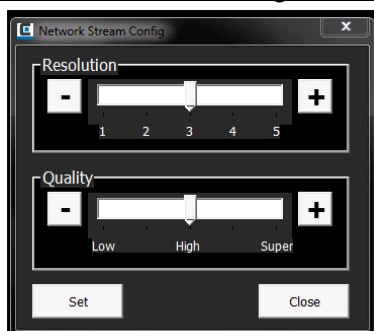 Network Stream Config x
Resolution
- +
1 2 3 4 5
Quality
- +
Low High Super
Set Close